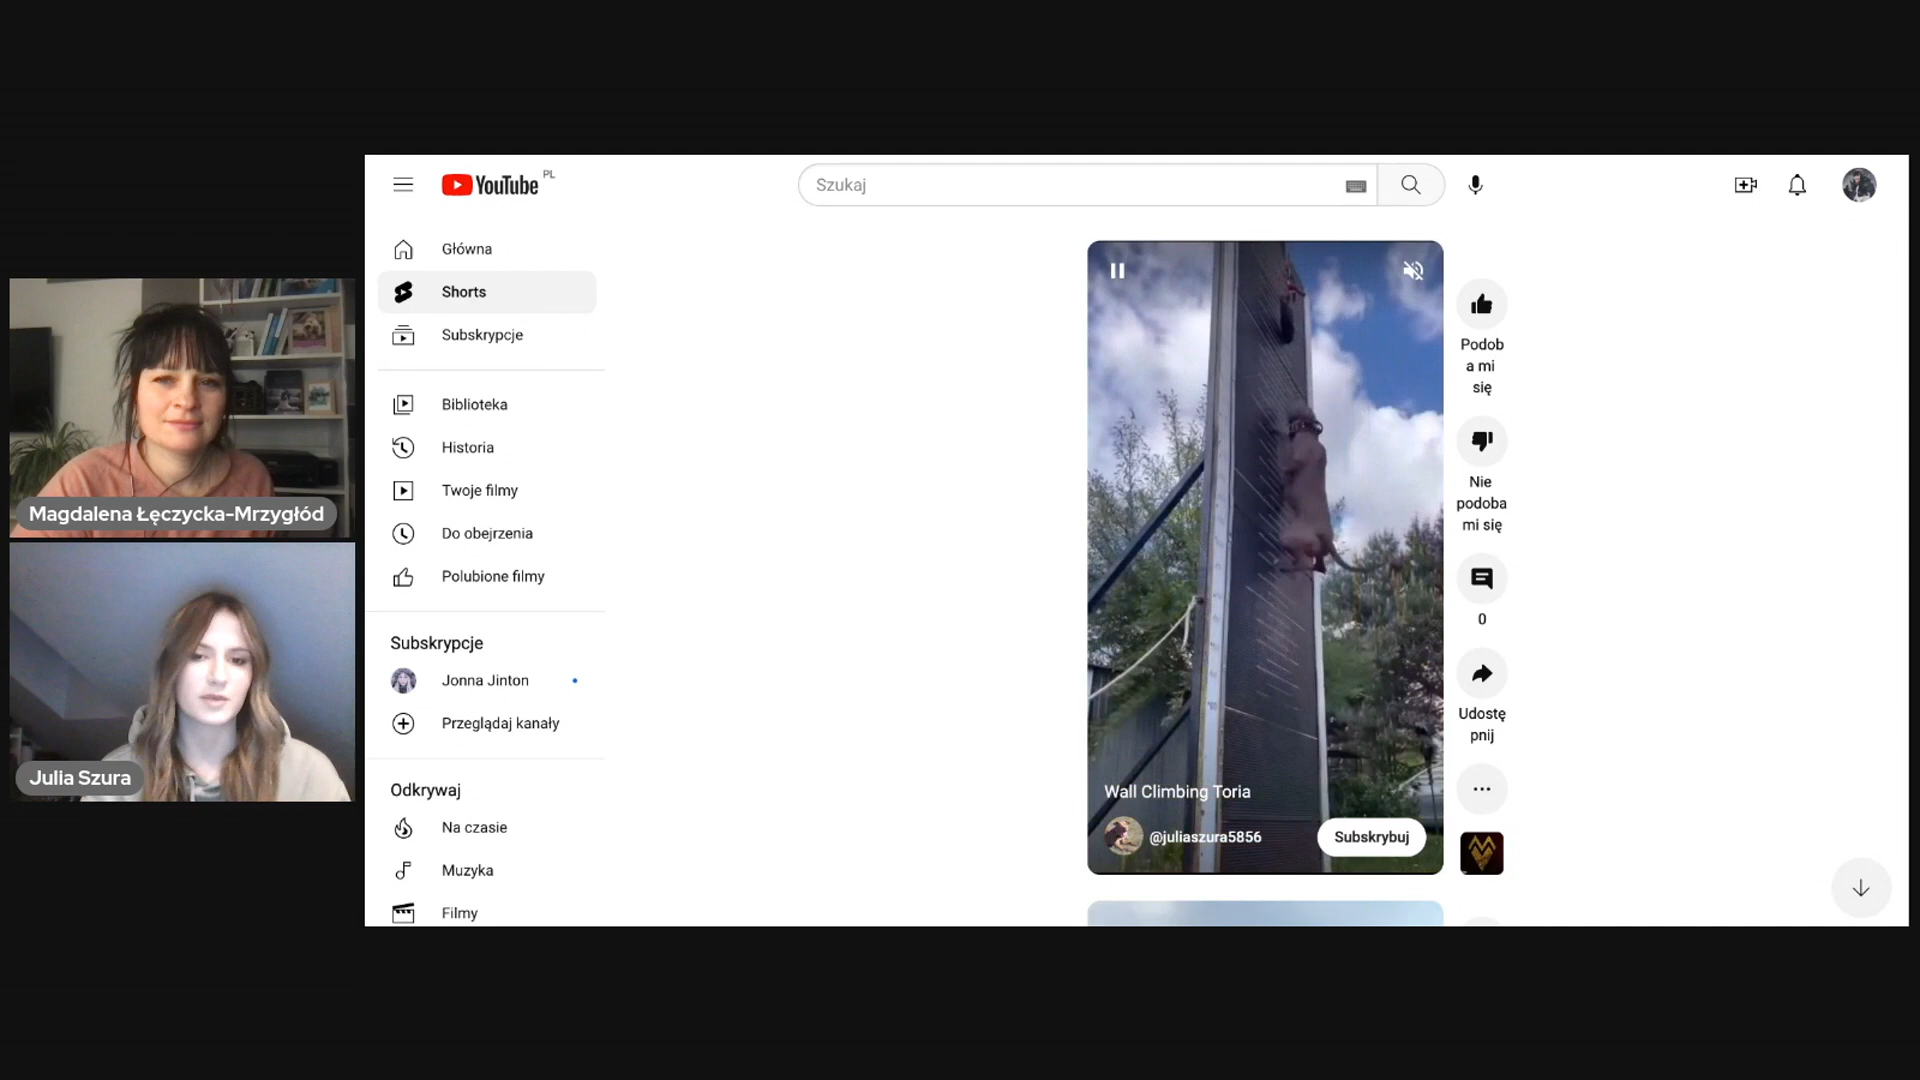 Magdalena Łęczycka-Mrzygłód
Julia Szura
YouTube PL
Szukaj
Główna
Shorts
Subskrypcje
Biblioteka
Historia
Twoje filmy
Do obejrzenia
Polubione filmy
Subskrypcje
Jonna Jinton
Przeglądaj kanały
Odkrywaj
Na czasie
Muzyka
Filmy
Wall Climbing Toria
@juliaszura5856
Subskrybuj
Podob
a mi
się
Nie
podoba
mi się
0
Udostę
pnij